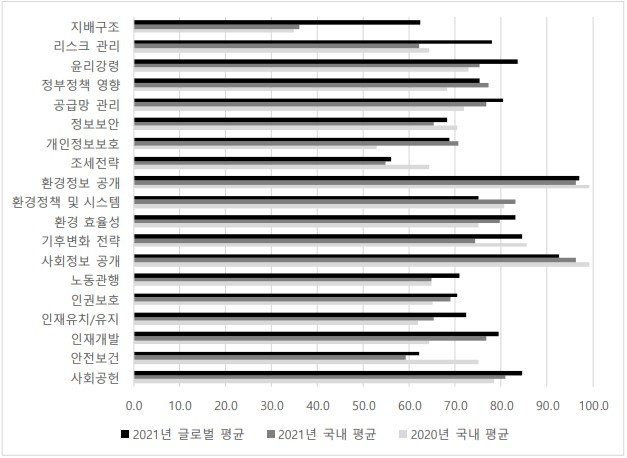 지배구조
리스크 관리
윤리강령
정부정책 영향
공급망 관리
정보보안
개인정보보호
조세전략
환경정보 공개
환경정책 및 시스템
환경 효율성
기후변화 전략
사회정보 공개
노동관행
인권보호
인재유치/유지
인재개발
안전보건
사회공헌
0.0 10.0 20.0 30.0 40.0 50.0 60.0 70.0 80.0 90.0 100.0
2021년 글로벌 평균 2021년 국내 평균 2020년 국내 평균